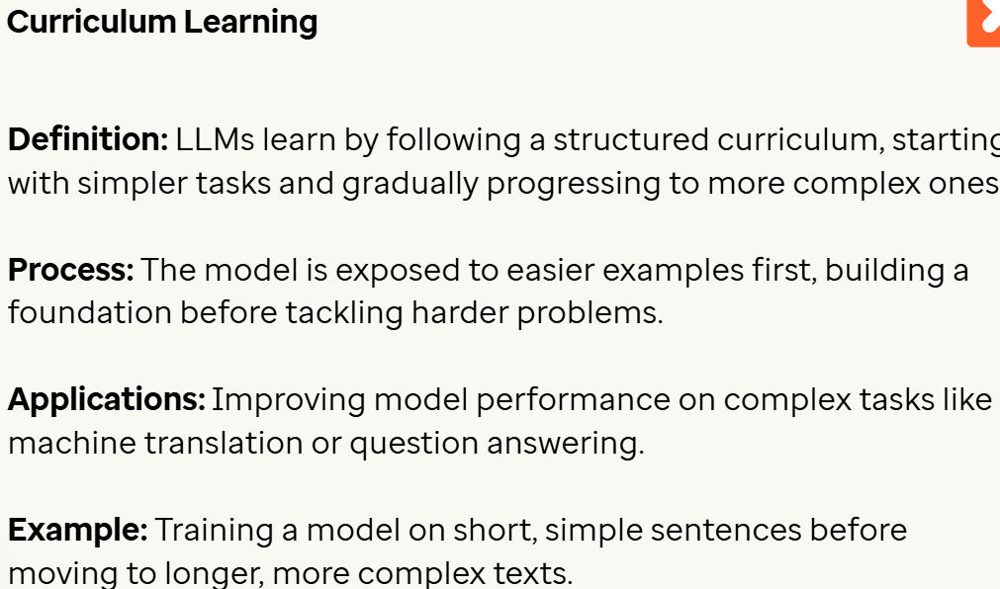 Curriculum Learning
Definition: LLMs learn by following a structured curriculum, starting
with simpler tasks and gradually progressing to more complex ones
Process: The model is exposed to easier examples first, building a
foundation before tackling harder problems.
Applications: Improving model performance on complex tasks like
machine translation or question answering.
Example: Training a model on short, simple sentences before
moving to longer, more complex texts.